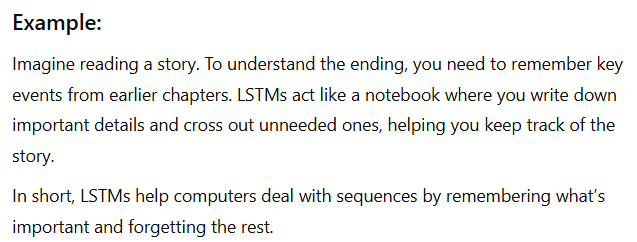 Example:
Imagine reading a story. To understand the ending, you need to remember key
events from earlier chapters. LSTMs act like a notebook where you write down
important details and cross out unneeded ones, helping you keep track of the
story.
In short, LSTMs help computers deal with sequences by remembering what’s
important and forgetting the rest.